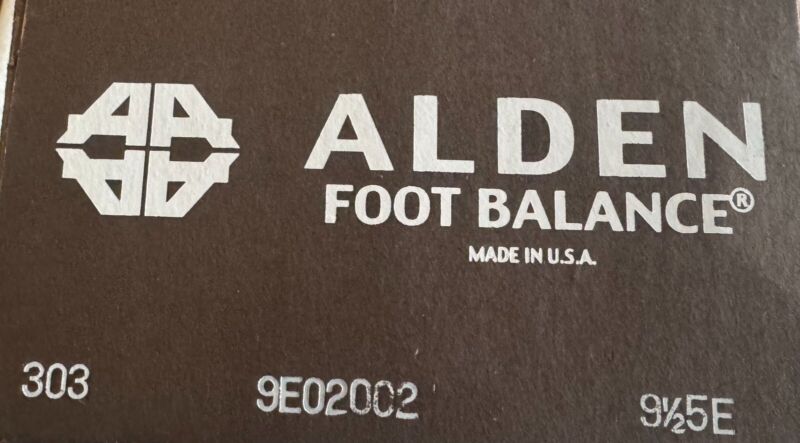 ALDEN
FOOT BALANCE®
MADE IN U.S.A.
303 9E02002 9½5E